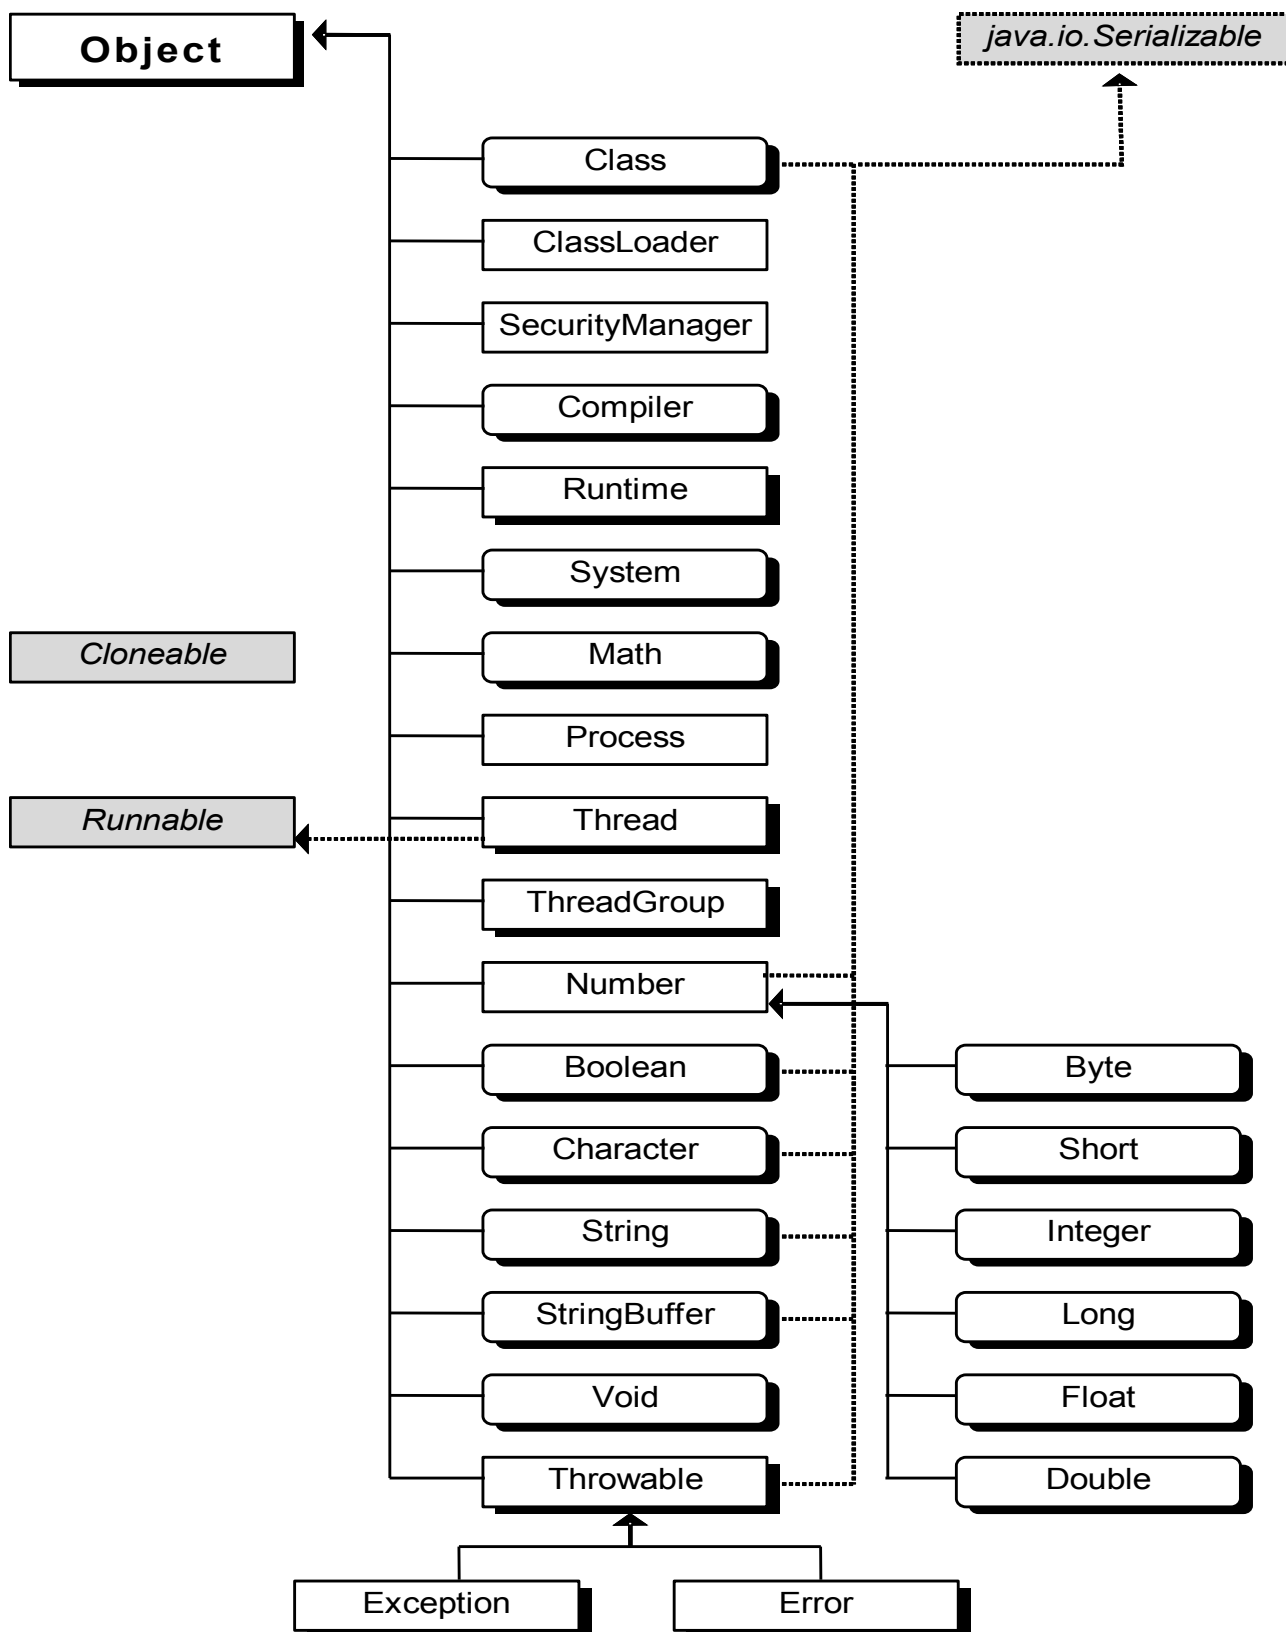 Object
java.io.Serializable
Class
ClassLoader
SecurityManager
Compiler
Runtime
System
Cloneable
Math
Process
Runnable
Thread
ThreadGroup
Number
Boolean
Byte
Character
Short
String
Integer
StringBuffer
Long
Void
Float
Throwable
Double
Exception
Error